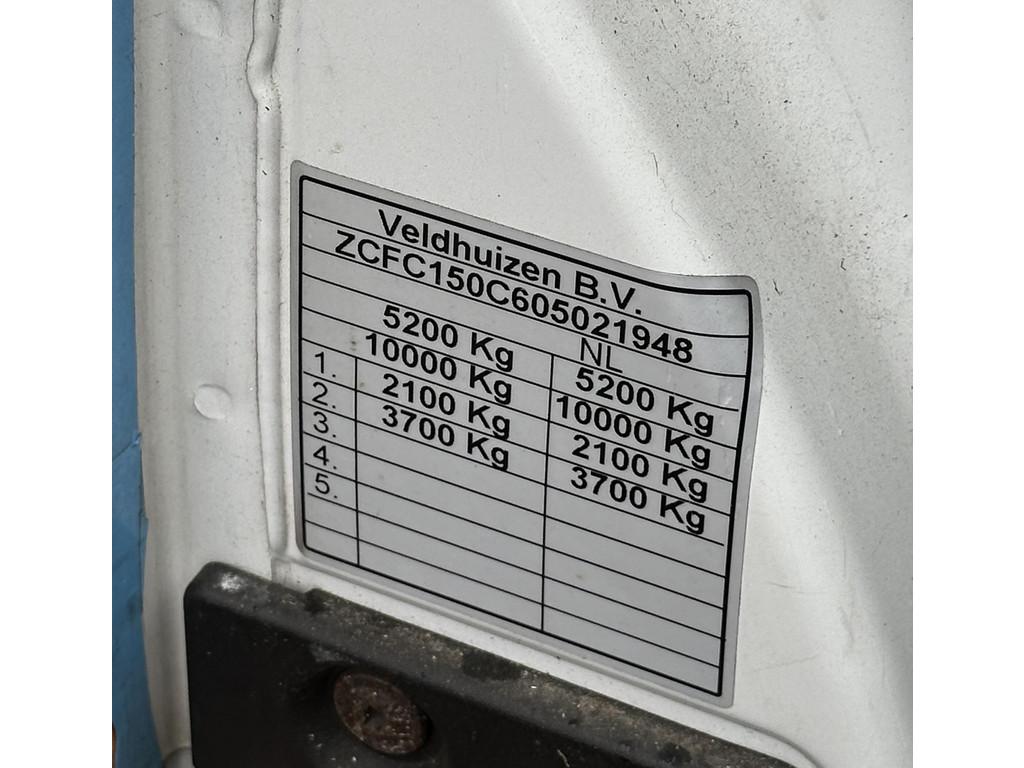 Veldhuizen B.V.
ZCFC150C605021948
NL
5200 Kg 5200 Kg
10000 Kg 10000 Kg
1. 2100 Kg 2100 Kg
2. 3700 Kg 3700 Kg
3.
4.
5.